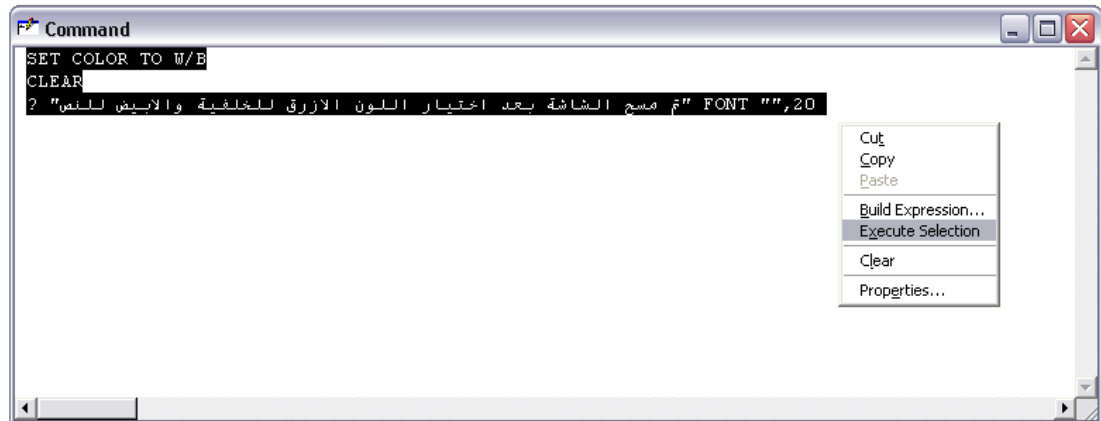 Command
SET COLOR TO W/B
CLEAR
? "تم مسح الشاشة بعد اختيار اللون الازرق للخلفية والابيض للنص" FONT "",20
Cut
Copy
Paste
Build Expression...
Execute Selection
Clear
Properties...